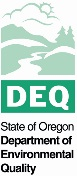 DEQ
State of Oregon
Department of
Environmental
Quality